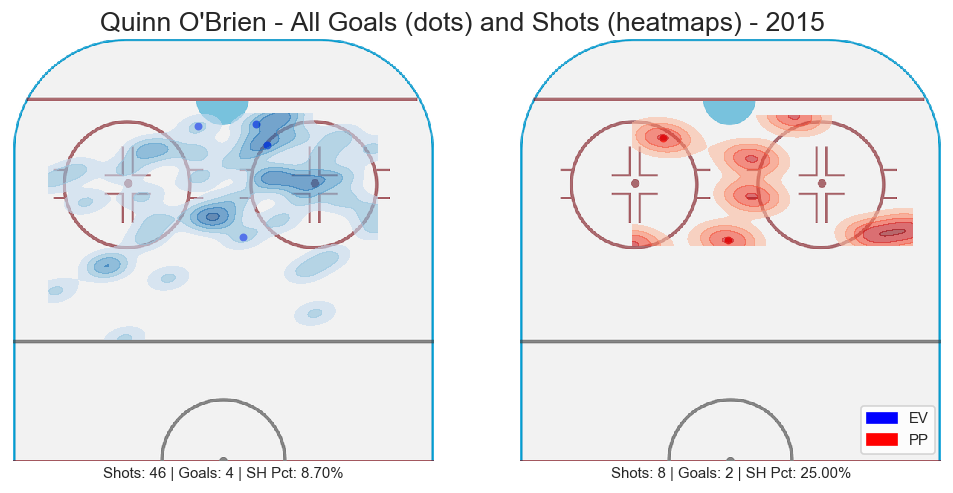 Quinn O'Brien - All Goals (dots) and Shots (heatmaps) - 2015
EV
PP
Shots: 46 | Goals: 4 | SH Pct: 8.70%
Shots: 8 | Goals: 2 | SH Pct: 25.00%